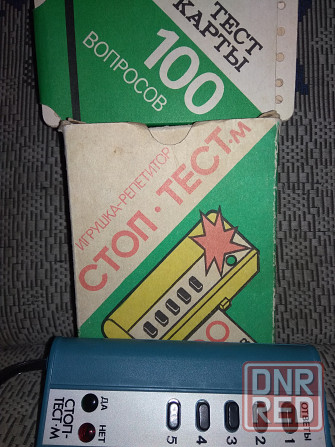 ТЕСТ
КАРТЫ
100
ВОПРОСОВ
ИГРУШКА-РЕПЕТИТОР
СТОП·ТЕСТ-М
ДА
НЕТ
СТОП-
ТЕСТ-М
5
4
3
2
1
ОТВЕТЫ
DNR
RED